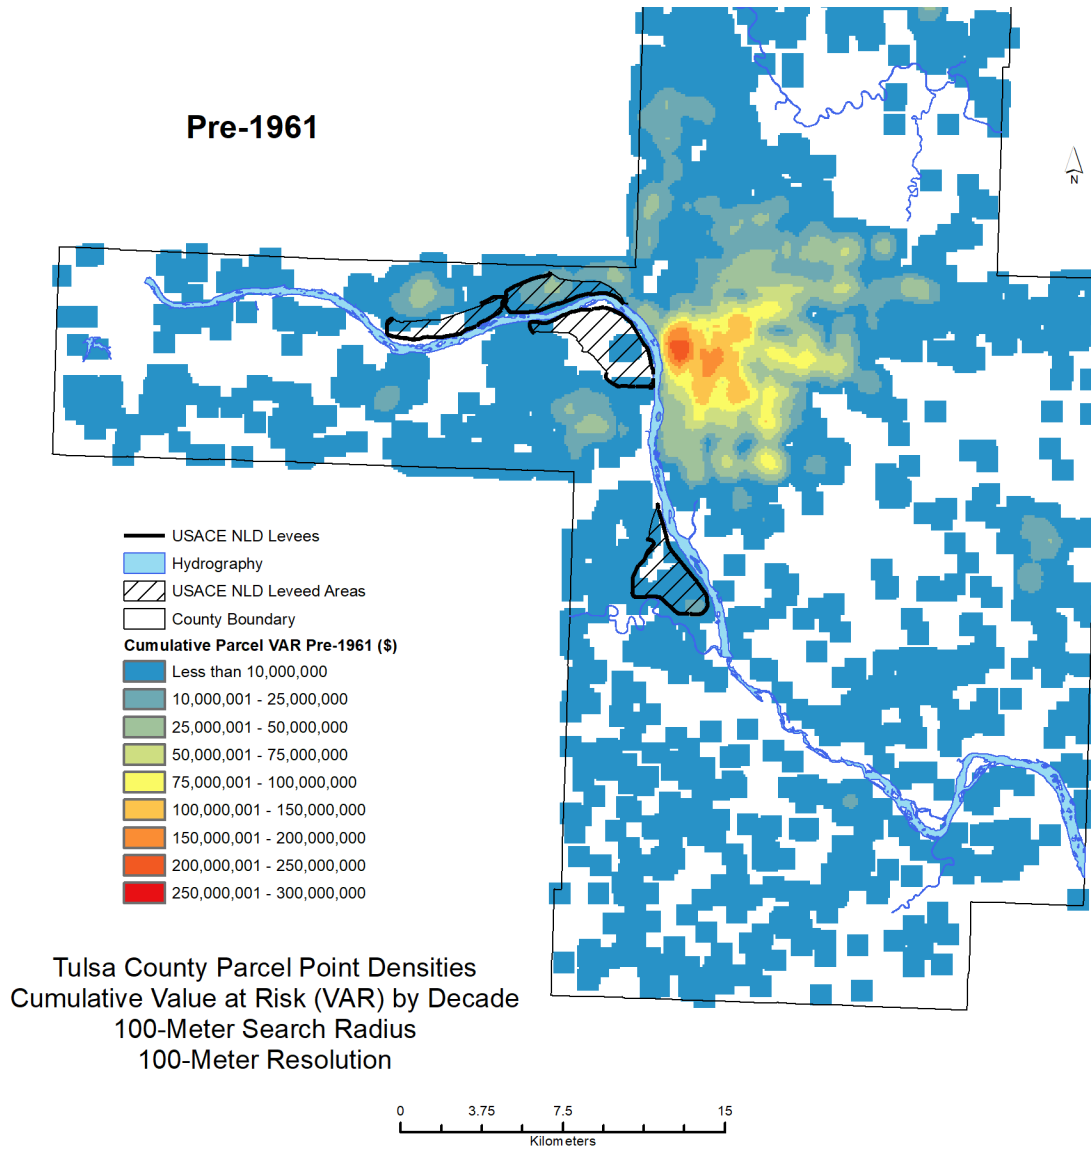 Pre-1961
N
USACE NLD Levees
Hydrography
USACE NLD Leveed Areas
County Boundary
Cumulative Parcel VAR Pre-1961 ($)
Less than 10,000,000
10,000,001 - 25,000,000
25,000,001 - 50,000,000
50,000,001 - 75,000,000
75,000,001 - 100,000,000
100,000,001 - 150,000,000
150,000,001 - 200,000,000
200,000,001 - 250,000,000
250,000,001 - 300,000,000
Tulsa County Parcel Point Densities
Cumulative Value at Risk (VAR) by Decade
100-Meter Search Radius
100-Meter Resolution
0 3.75 7.5 15
Kilometers